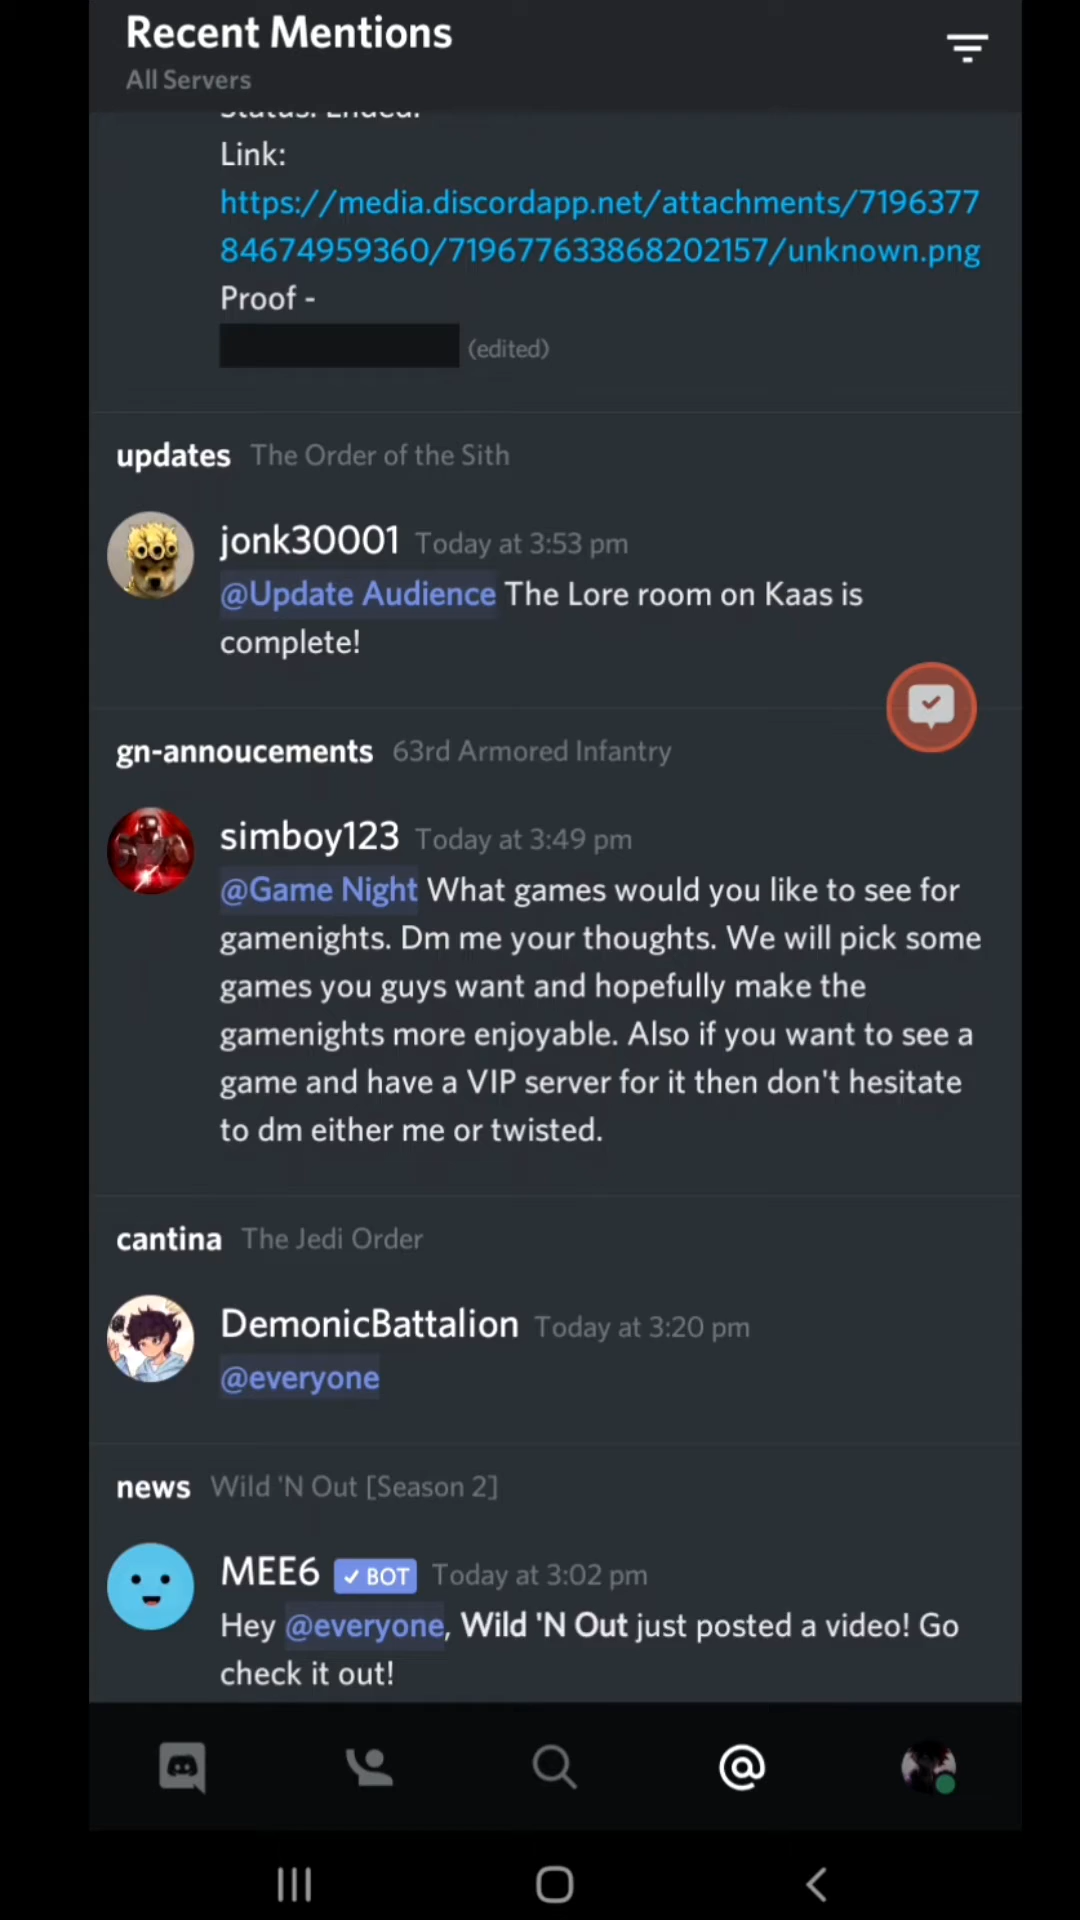 Recent Mentions
All Servers
Status: Ended.
Link:
https://media.discordapp.net/attachments/7196377
84674959360/719677633868202157/unknown.png
Proof -
(edited)
updates The Order of the Sith
jonk30001 Today at 3:53 pm
@Update Audience The Lore room on Kaas is
complete!
gn-annoucements 63rd Armored Infantry
simboy123 Today at 3:49 pm
@Game Night What games would you like to see for
gamenights. Dm me your thoughts. We will pick some
games you guys want and hopefully make the
gamenights more enjoyable. Also if you want to see a
game and have a VIP server for it then don't hesitate
to dm either me or twisted.
cantina The Jedi Order
DemonicBattalion Today at 3:20 pm
@everyone
news Wild 'N Out [Season 2]
MEE6 ✓ BOT Today at 3:02 pm
Hey @everyone, Wild 'N Out just posted a video! Go
check it out!